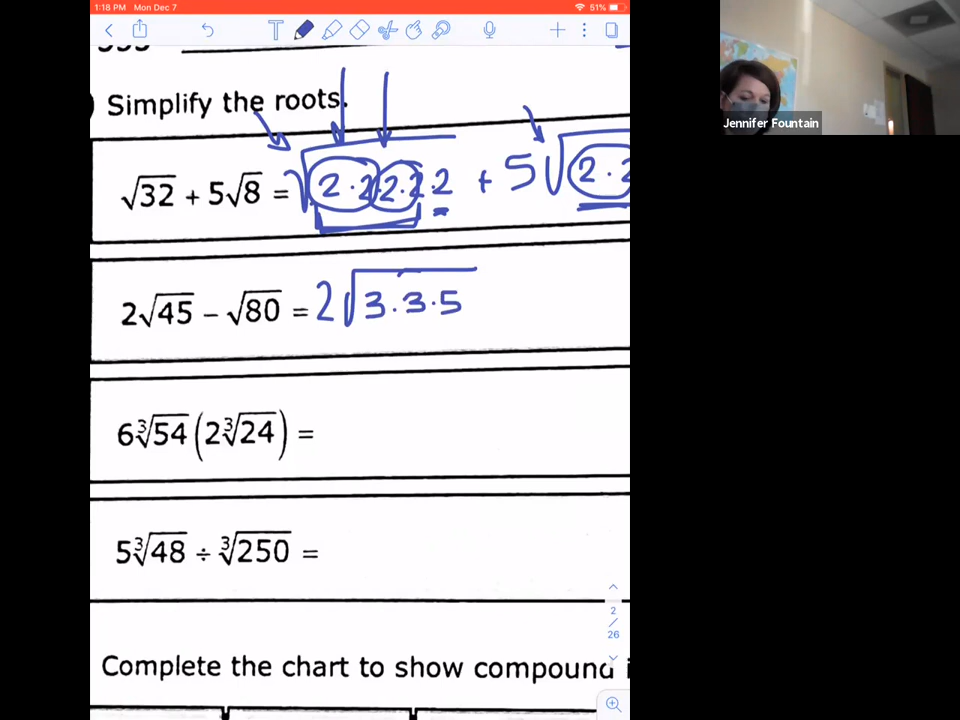 1:18 PM Mon Dec 7 51%
Simplify the roots.
√32 + 5√8 = √2·2·2·2·2 + 5√2·2
2√45 − √80 = 2√3·3·5
6∛54 (2∛24) =
5∛48 ÷ ∛250 =
2
/
26
Complete the chart to show compound
Jennifer Fountain